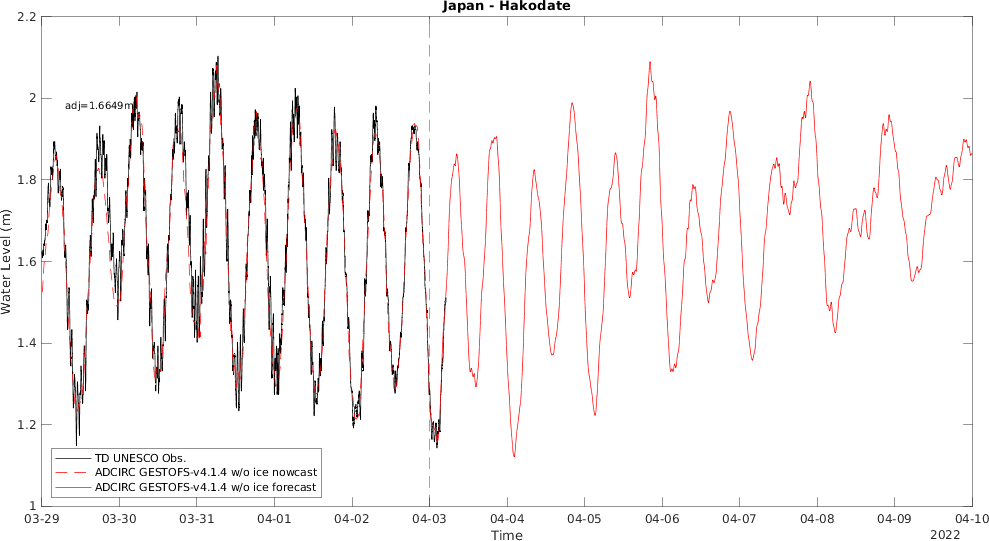 Japan - Hakodate
2.2
2
1.8
1.6
1.4
1.2
1
Water Level (m)
adj=1.6649m
TD UNESCO Obs.
ADCIRC GESTOFS-v4.1.4 w/o ice nowcast
ADCIRC GESTOFS-v4.1.4 w/o ice forecast
03-29 03-30 03-31 04-01 04-02 04-03 04-04 04-05 04-06 04-07 04-08 04-09 04-10
Time
2022